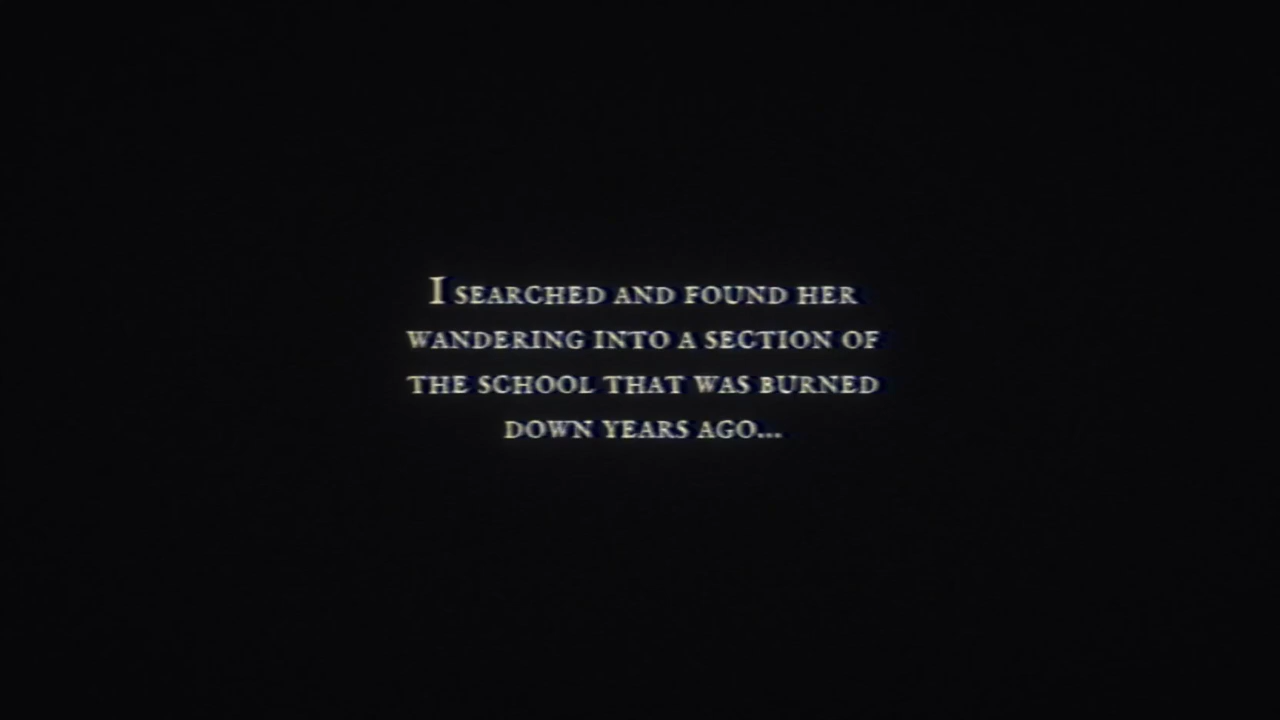 I SEARCHED AND FOUND HER
WANDERING INTO A SECTION OF
THE SCHOOL THAT WAS BURNED
DOWN YEARS AGO...